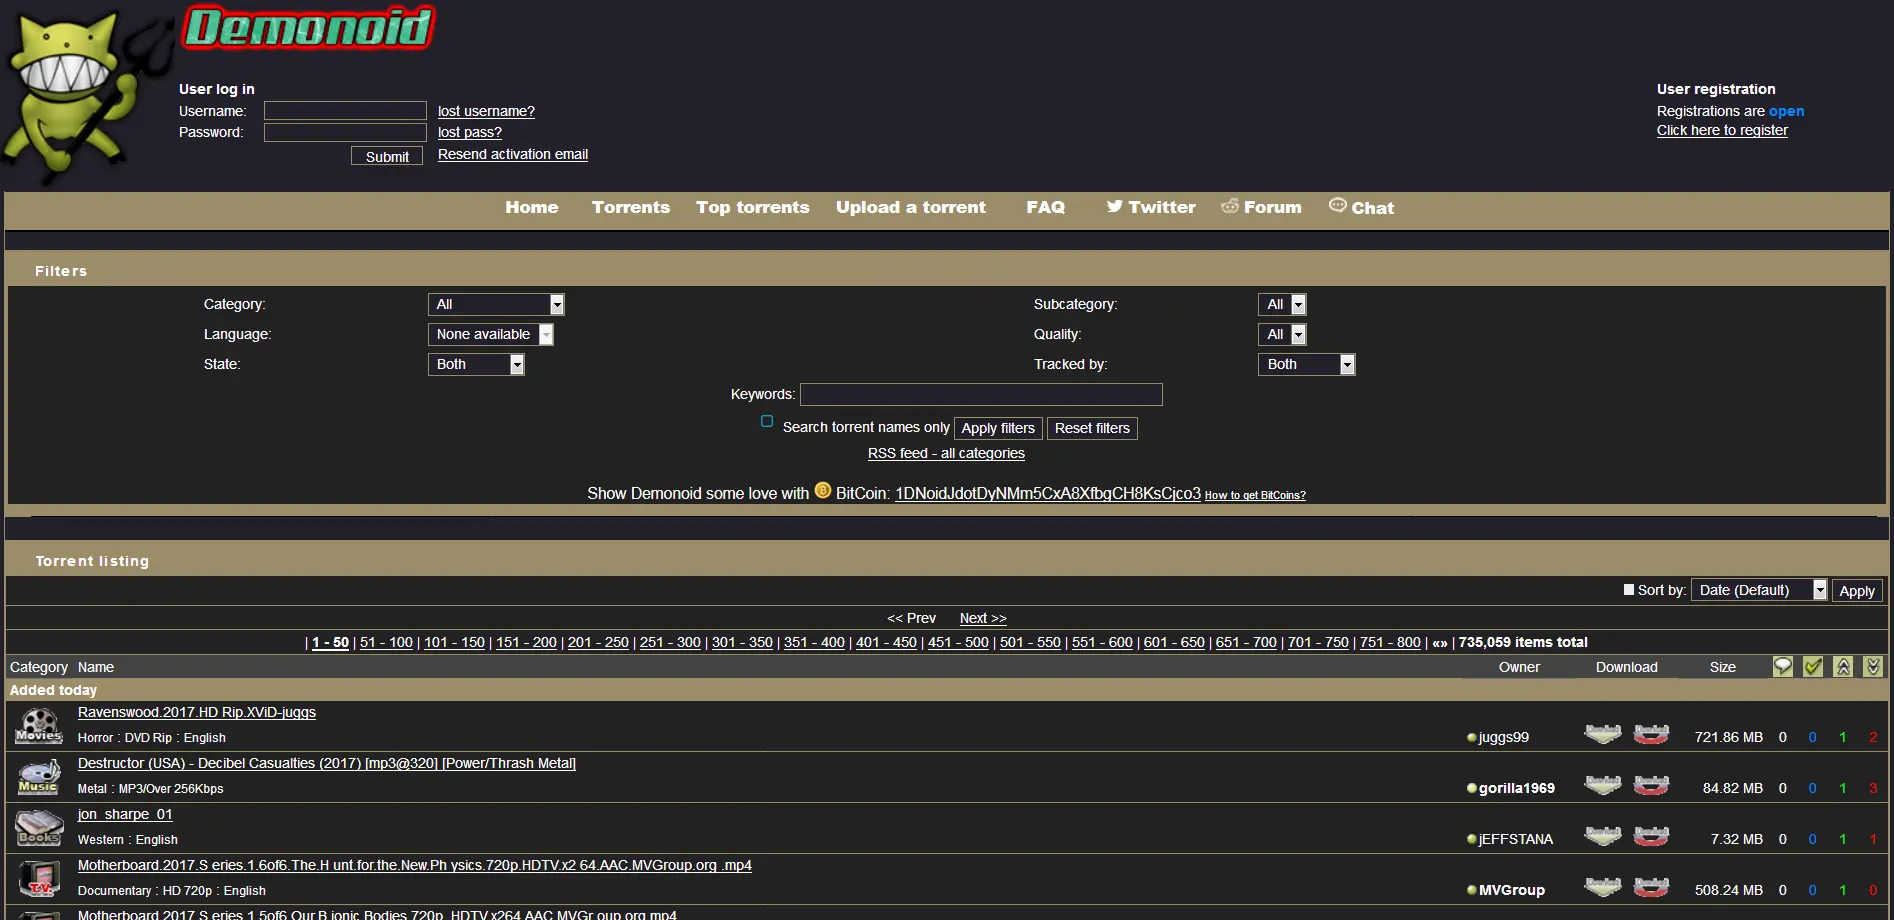 Demonoid
User log in
Username: lost username?
Password: lost pass?
Submit Resend activation email
User registration
Registrations are open
Click here to register
Home Torrents Top torrents Upload a torrent FAQ Twitter Forum Chat
Filters
Category: All Subcategory: All
Language: None available Quality: All
State: Both Tracked by: Both
Keywords:
Search torrent names only Apply filters Reset filters
RSS feed - all categories
Show Demonoid some love with BitCoin: 1DNoidJdotDyNMm5CxA8XfbgCH8KsCjco3 How to get BitCoins?
Torrent listing
Sort by: Date (Default) Apply
<< Prev Next >>
| 1 - 50 | 51 - 100 | 101 - 150 | 151 - 200 | 201 - 250 | 251 - 300 | 301 - 350 | 351 - 400 | 401 - 450 | 451 - 500 | 501 - 550 | 551 - 600 | 601 - 650 | 651 - 700 | 701 - 750 | 751 - 800 | «» | 735,059 items total
Category Name Owner Download Size
Added today
Ravenswood.2017.HD Rip.XViD-juggs
Movies Horror : DVD Rip : English juggs99 721.86 MB 0 0 1 2
Destructor (USA) - Decibel Casualties (2017) [mp3@320] [Power/Thrash Metal]
Music Metal : MP3/Over 256Kbps gorilla1969 84.82 MB 0 0 1 3
jon_sharpe_01
Books Western : English jEFFSTANA 7.32 MB 0 0 1 1
Motherboard.2017.S eries.1.6of6.The.H unt.for.the.New.Ph ysics.720p.HDTV.x2 64.AAC.MVGroup.org .mp4
T.V. Documentary : HD 720p : English MVGroup 508.24 MB 0 0 1 0
Motherboard.2017.S eries.1.5of6.Our.B ionic.Bodies.720p. HDTV.x264.AAC.MVGr oup.org.mp4